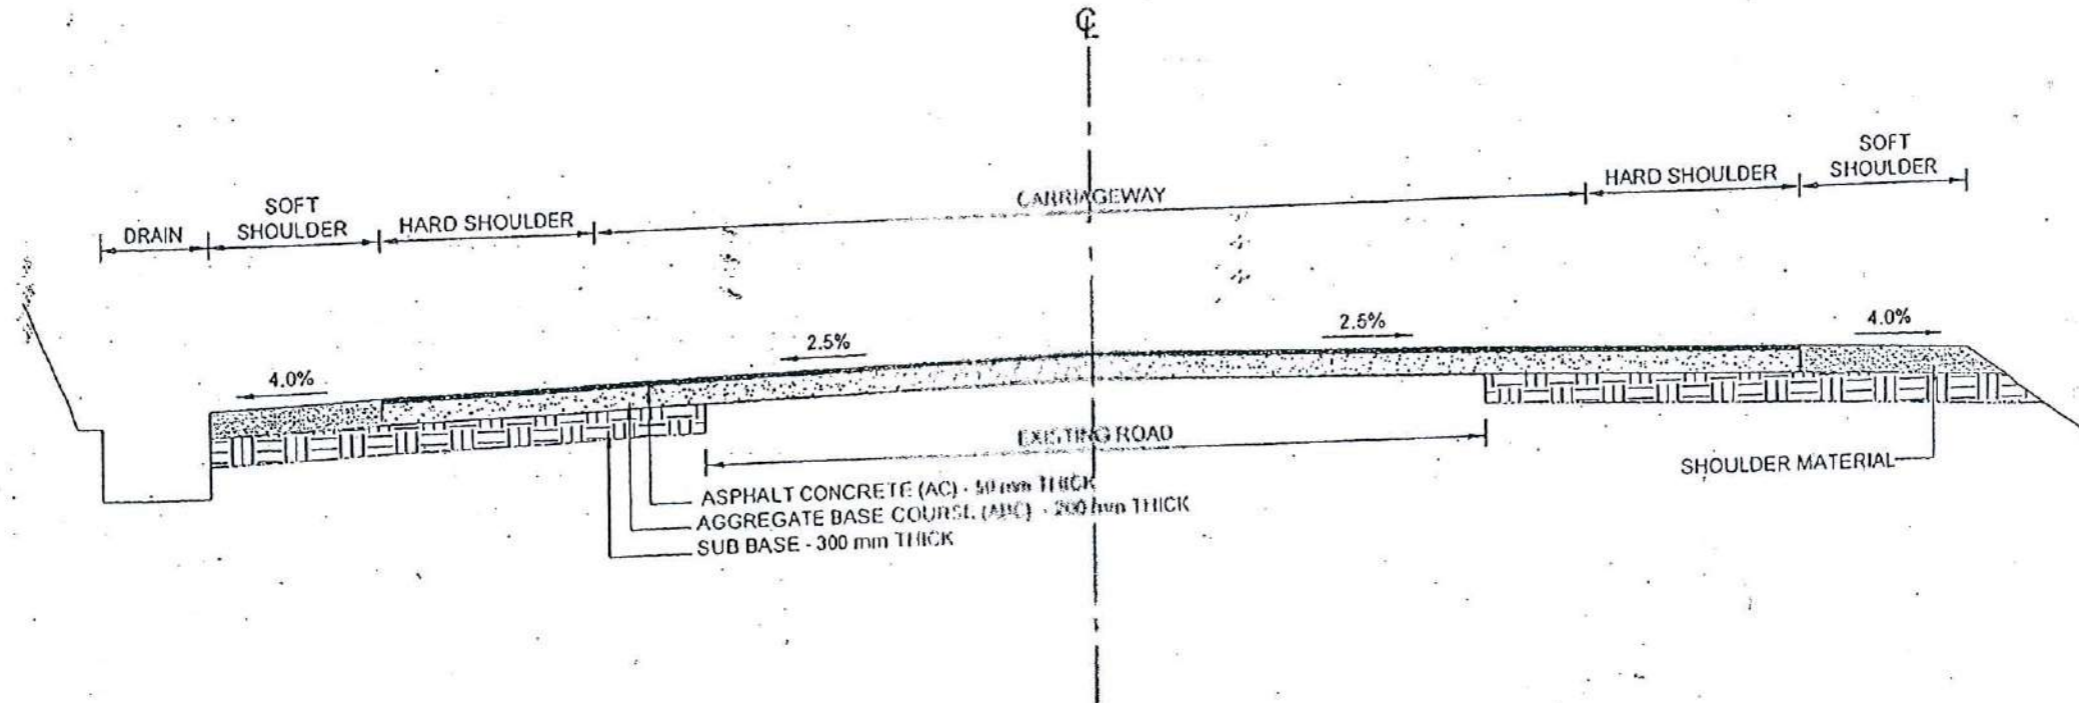 ℄
SOFT
SHOULDER
HARD SHOULDER
CARRIAGEWAY
HARD SHOULDER
SOFT
SHOULDER
DRAIN
4.0%
2.5%
2.5%
4.0%
EXISTING ROAD
SHOULDER MATERIAL
ASPHALT CONCRETE (AC) - 50 mm THICK
AGGREGATE BASE COURSE (ABC) - 200 mm THICK
SUB BASE - 300 mm THICK